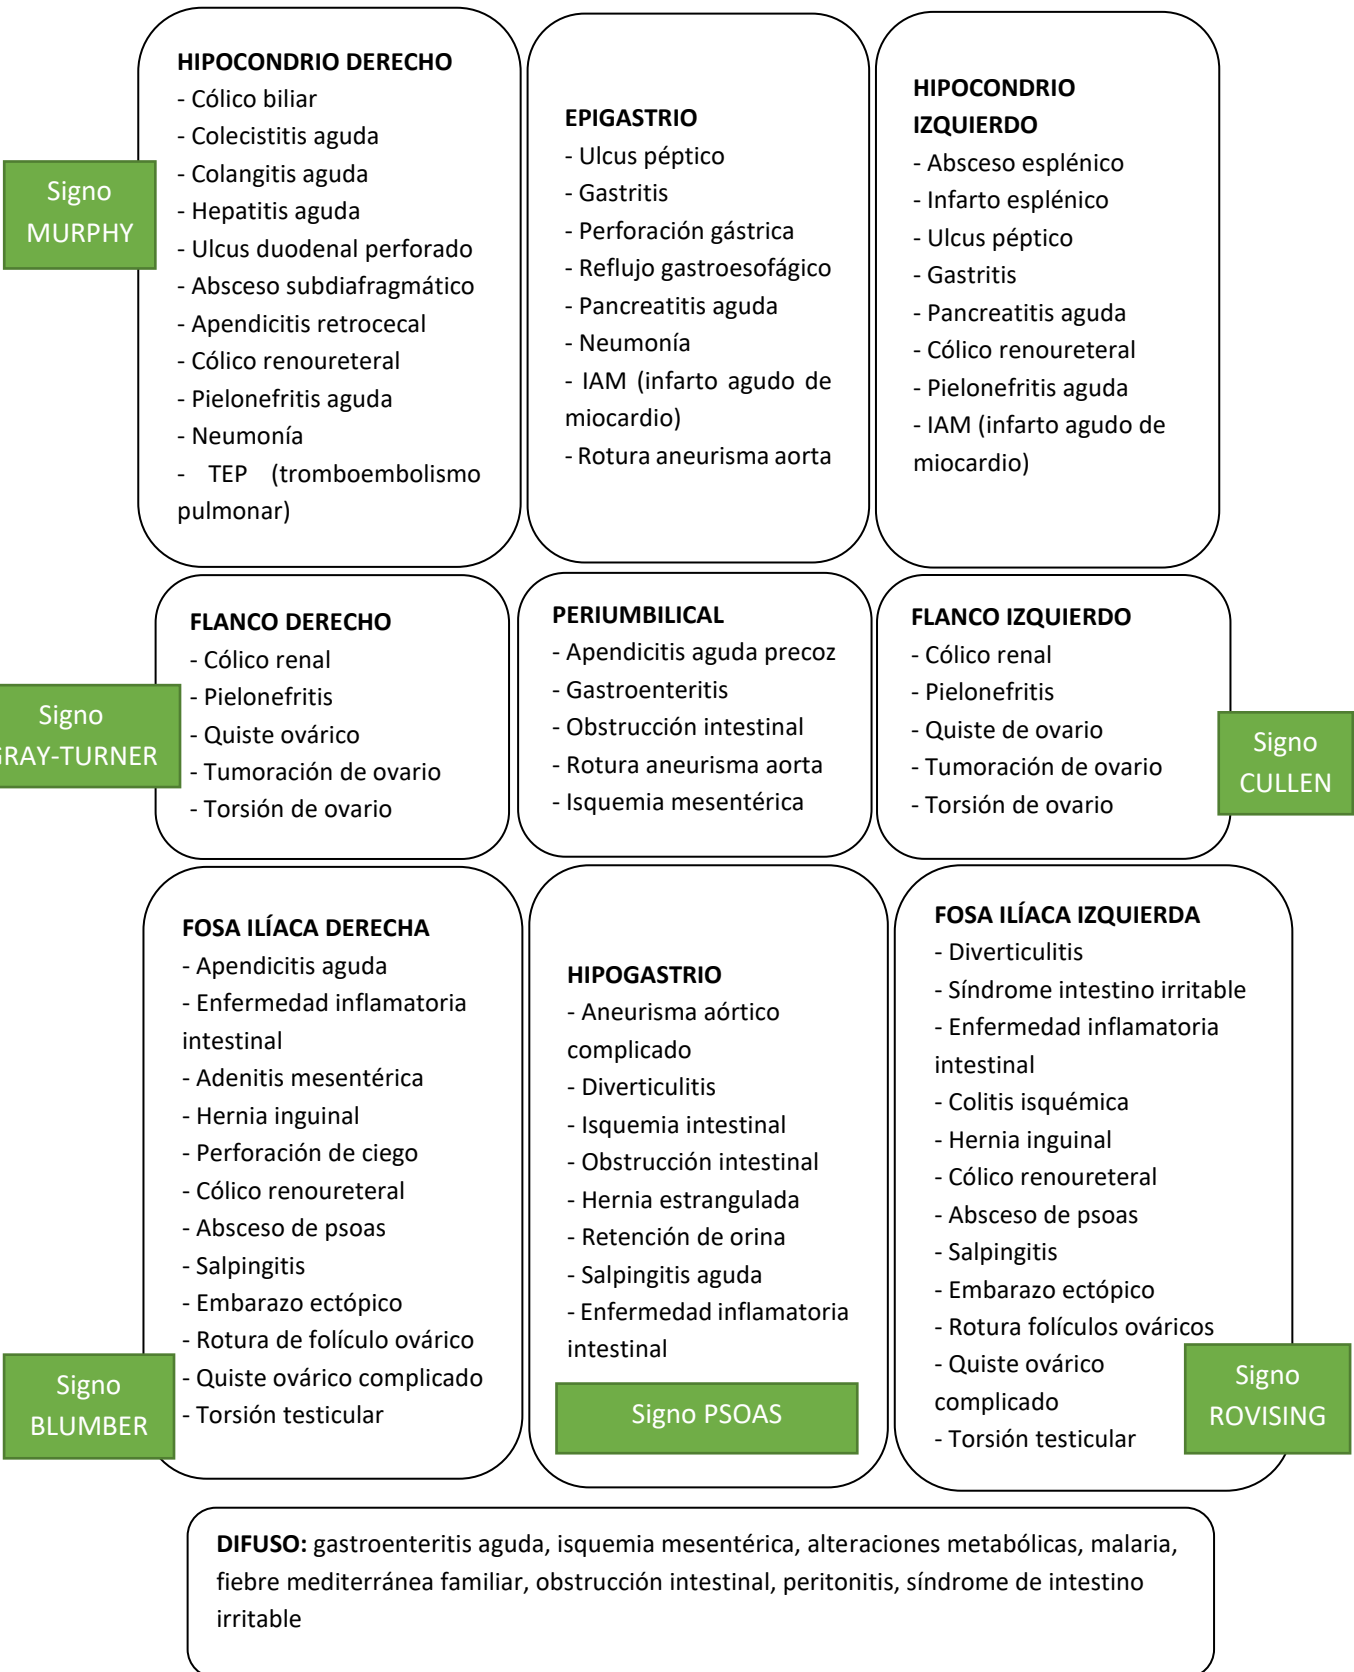 HIPOCONDRIO DERECHO
- Cólico biliar
- Colecistitis aguda
- Colangitis aguda
- Hepatitis aguda
- Ulcus duodenal perforado
- Absceso subdiafragmático
- Apendicitis retrocecal
- Cólico renoureteral
- Pielonefritis aguda
- Neumonía
- TEP (tromboembolismo
pulmonar)
Signo
MURPHY
EPIGASTRIO
- Ulcus péptico
- Gastritis
- Perforación gástrica
- Reflujo gastroesofágico
- Pancreatitis aguda
- Neumonía
- IAM (infarto agudo de
miocardio)
- Rotura aneurisma aorta
HIPOCONDRIO
IZQUIERDO
- Absceso esplénico
- Infarto esplénico
- Ulcus péptico
- Gastritis
- Pancreatitis aguda
- Cólico renoureteral
- Pielonefritis aguda
- IAM (infarto agudo de
miocardio)
FLANCO DERECHO
- Cólico renal
- Pielonefritis
- Quiste ovárico
- Tumoración de ovario
- Torsión de ovario
Signo
GRAY-TURNER
PERIUMBILICAL
- Apendicitis aguda precoz
- Gastroenteritis
- Obstrucción intestinal
- Rotura aneurisma aorta
- Isquemia mesentérica
FLANCO IZQUIERDO
- Cólico renal
- Pielonefritis
- Quiste de ovario
- Tumoración de ovario
- Torsión de ovario
Signo
CULLEN
FOSA ILÍACA DERECHA
- Apendicitis aguda
- Enfermedad inflamatoria
intestinal
- Adenitis mesentérica
- Hernia inguinal
- Perforación de ciego
- Cólico renoureteral
- Absceso de psoas
- Salpingitis
- Embarazo ectópico
- Rotura de folículo ovárico
- Quiste ovárico complicado
- Torsión testicular
Signo
BLUMBER
HIPOGASTRIO
- Aneurisma aórtico
complicado
- Diverticulitis
- Isquemia intestinal
- Obstrucción intestinal
- Hernia estrangulada
- Retención de orina
- Salpingitis aguda
- Enfermedad inflamatoria
intestinal
Signo PSOAS
FOSA ILÍACA IZQUIERDA
- Diverticulitis
- Síndrome intestino irritable
- Enfermedad inflamatoria
intestinal
- Colitis isquémica
- Hernia inguinal
- Cólico renoureteral
- Absceso de psoas
- Salpingitis
- Embarazo ectópico
- Rotura folículos ováricos
- Quiste ovárico
complicado
- Torsión testicular
Signo
ROVISING
DIFUSO: gastroenteritis aguda, isquemia mesentérica, alteraciones metabólicas, malaria,
fiebre mediterránea familiar, obstrucción intestinal, peritonitis, síndrome de intestino
irritable